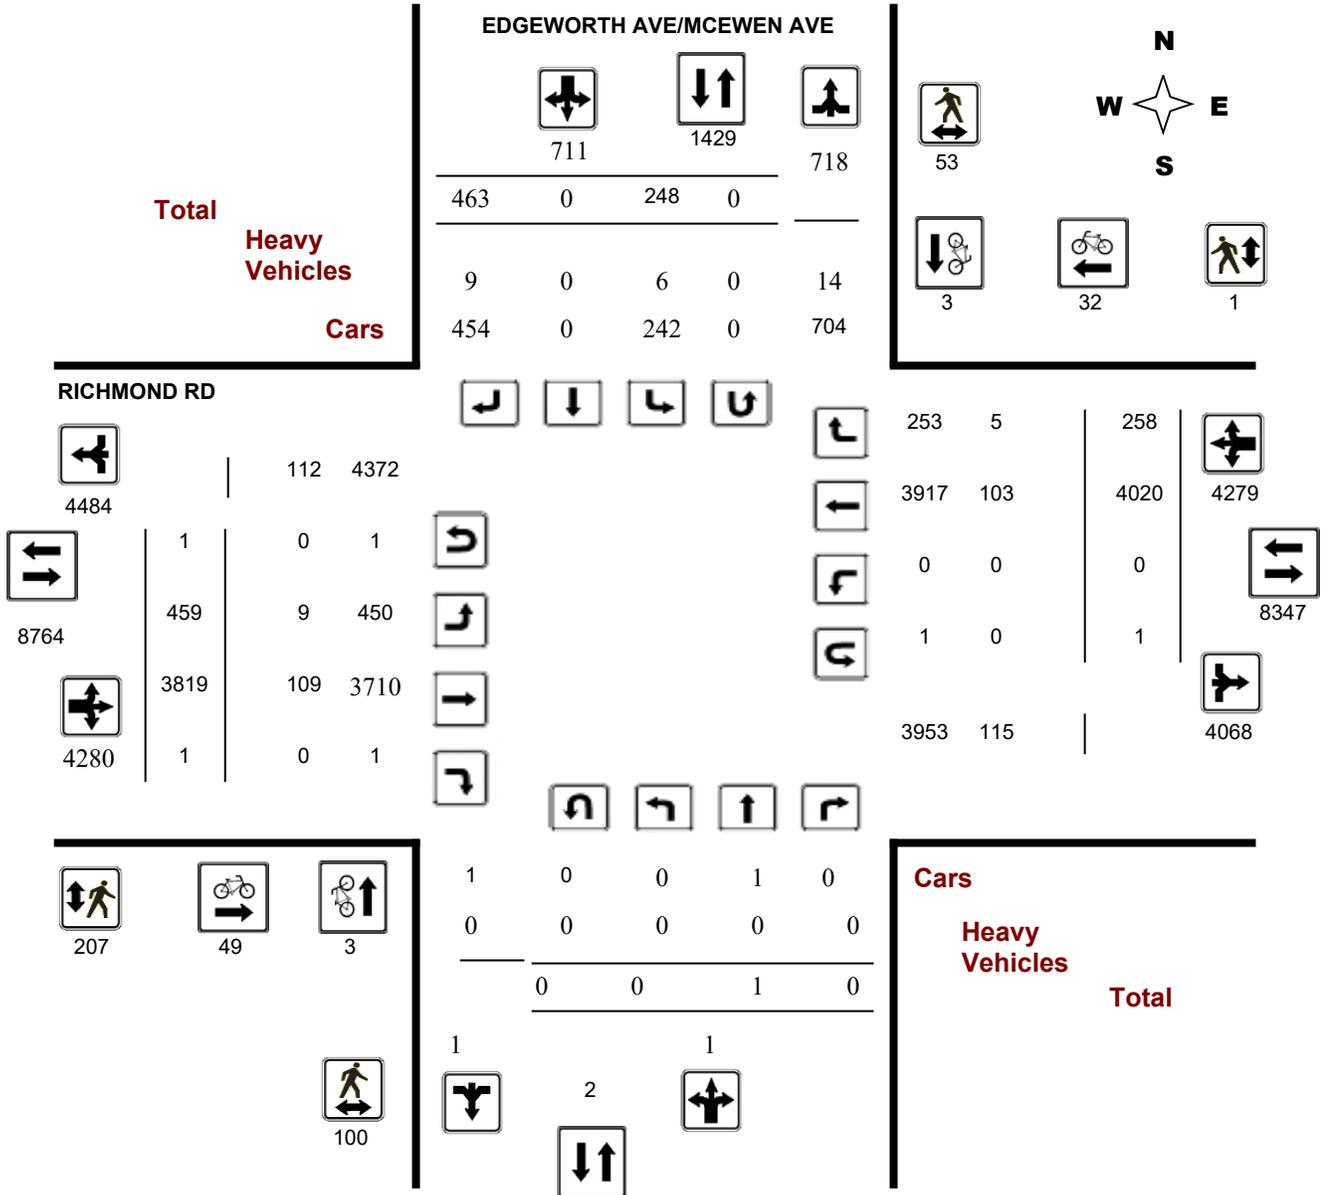 EDGEWORTH AVE/MCEWEN AVE
N
W E
S
711
1429
718
53
463 0 248 0
Total
Heavy
Vehicles
9 0 6 0 14
3 32 1
Cars
454 0 242 0 704
RICHMOND RD
253 5 258
112 4372
4484
3917 103 4020 4279
1 0 1
0 0 0
8764
459 9 450
8347
1 0 1
3819 109 3710
4280
1 0 1
3953 115 4068
1 0 0 1 0
Cars
0 0 0 0 0
Heavy
Vehicles
207 49 3
0 0 1 0
Total
1 1
2
100